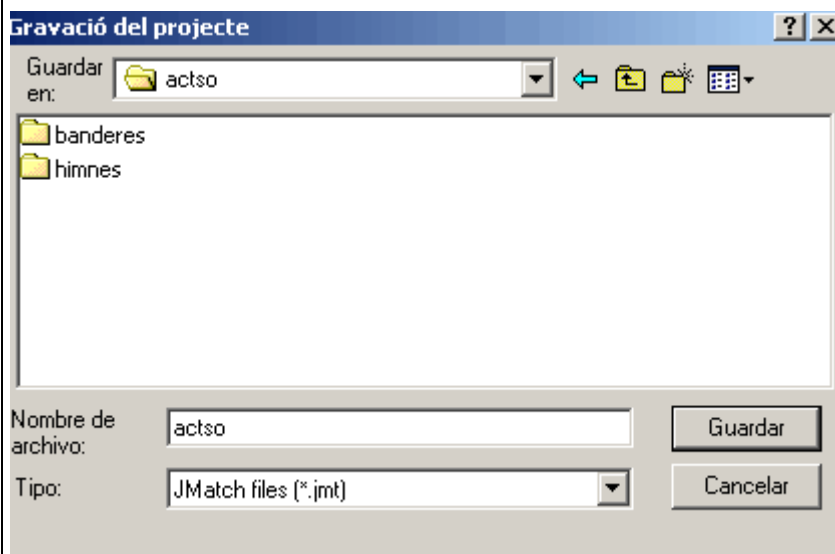 Gravació del projecte
Guardar en:
actso
banderes
himnes
Nombre de archivo:
actso
Guardar
Tipo:
JMatch files (*.jmt)
Cancelar